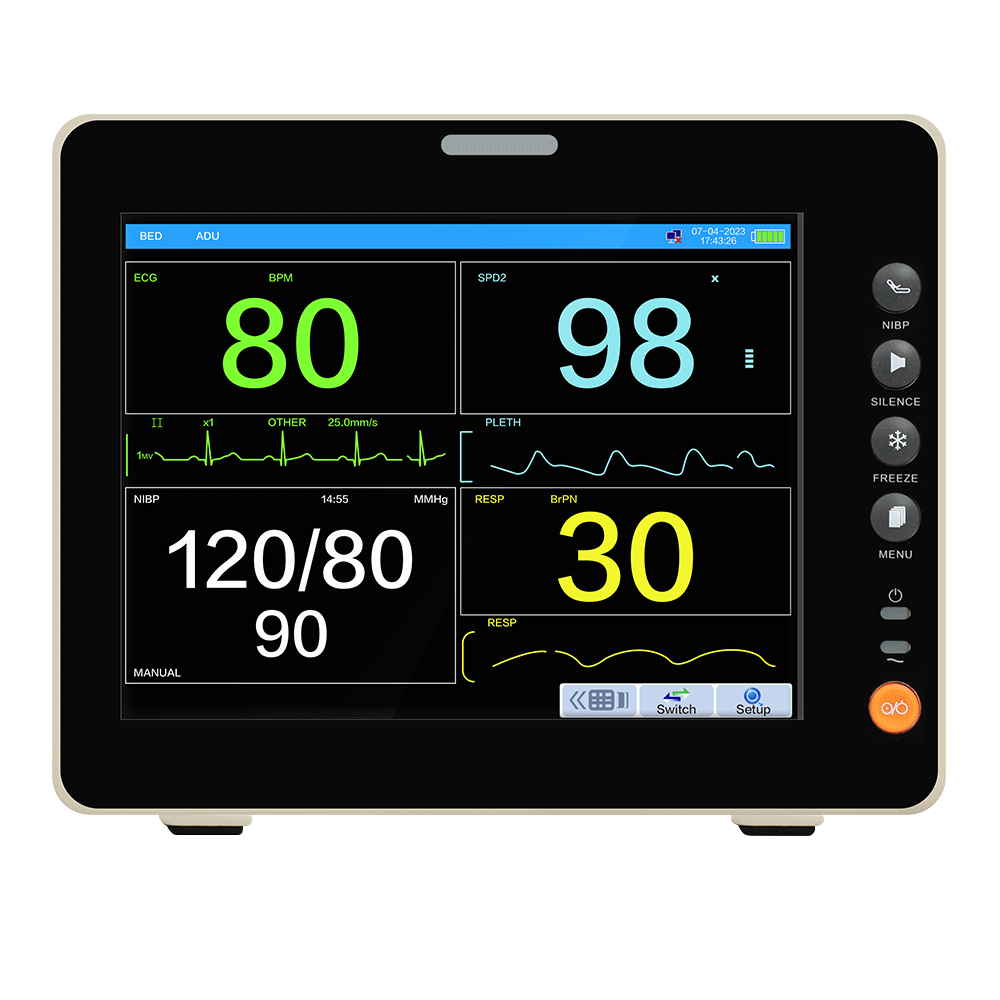 BED ADU 07-04-2023
17:43:26
ECG BPM
80
SPD2 x
98
II x1 OTHER 25.0mm/s
1MV
PLETH
NIBP 14:55 MMHg
120/80
90
MANUAL
RESP BrPN
30
RESP
Switch Setup
NIBP
SILENCE
FREEZE
MENU